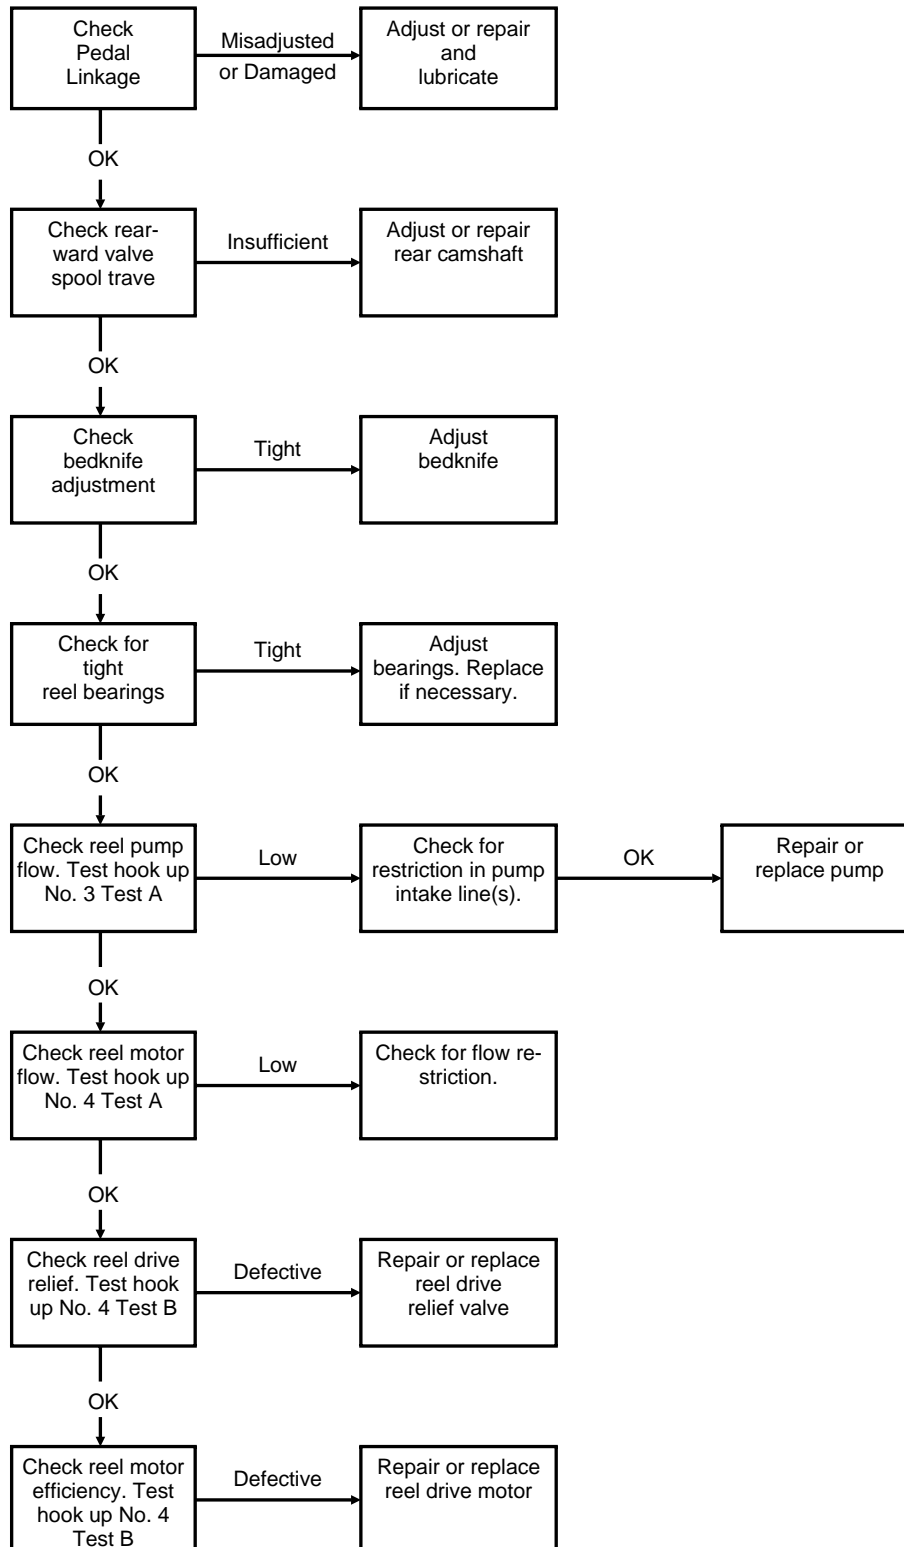 Check
Pedal
Linkage
Misadjusted
or Damaged
Adjust or repair
and
lubricate
OK
Check rear-
ward valve
spool trave
Insufficient
Adjust or repair
rear camshaft
OK
Check
bedknife
adjustment
Tight
Adjust
bedknife
OK
Check for
tight
reel bearings
Tight
Adjust
bearings. Replace
if necessary.
OK
Check reel pump
flow. Test hook up
No. 3 Test A
Low
Check for
restriction in pump
intake line(s).
OK
Repair or
replace pump
OK
Check reel motor
flow. Test hook up
No. 4 Test A
Low
Check for flow re-
striction.
OK
Check reel drive
relief. Test hook
up No. 4 Test B
Defective
Repair or replace
reel drive
relief valve
OK
Check reel motor
efficiency. Test
hook up No. 4
Test B
Defective
Repair or replace
reel drive motor